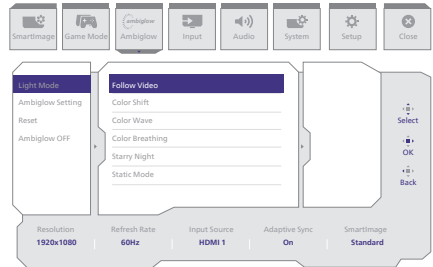 SmartImage
Game Mode
ambiglow
Ambiglow
Input
Audio
System
Setup
Close
Light Mode
Ambiglow Setting
Reset
Ambiglow OFF
Follow Video
Color Shift
Color Wave
Color Breathing
Starry Night
Static Mode
Select
OK
Back
Resolution
1920x1080
Refresh Rate
60Hz
Input Source
HDMI 1
Adaptive Sync
On
SmartImage
Standard